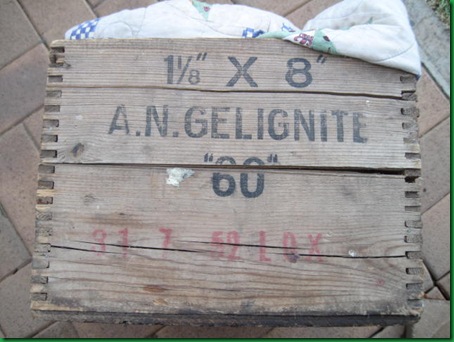 1⅛" X 8"
A.N.GELIGNITE
"60"
31 7 52 LOX